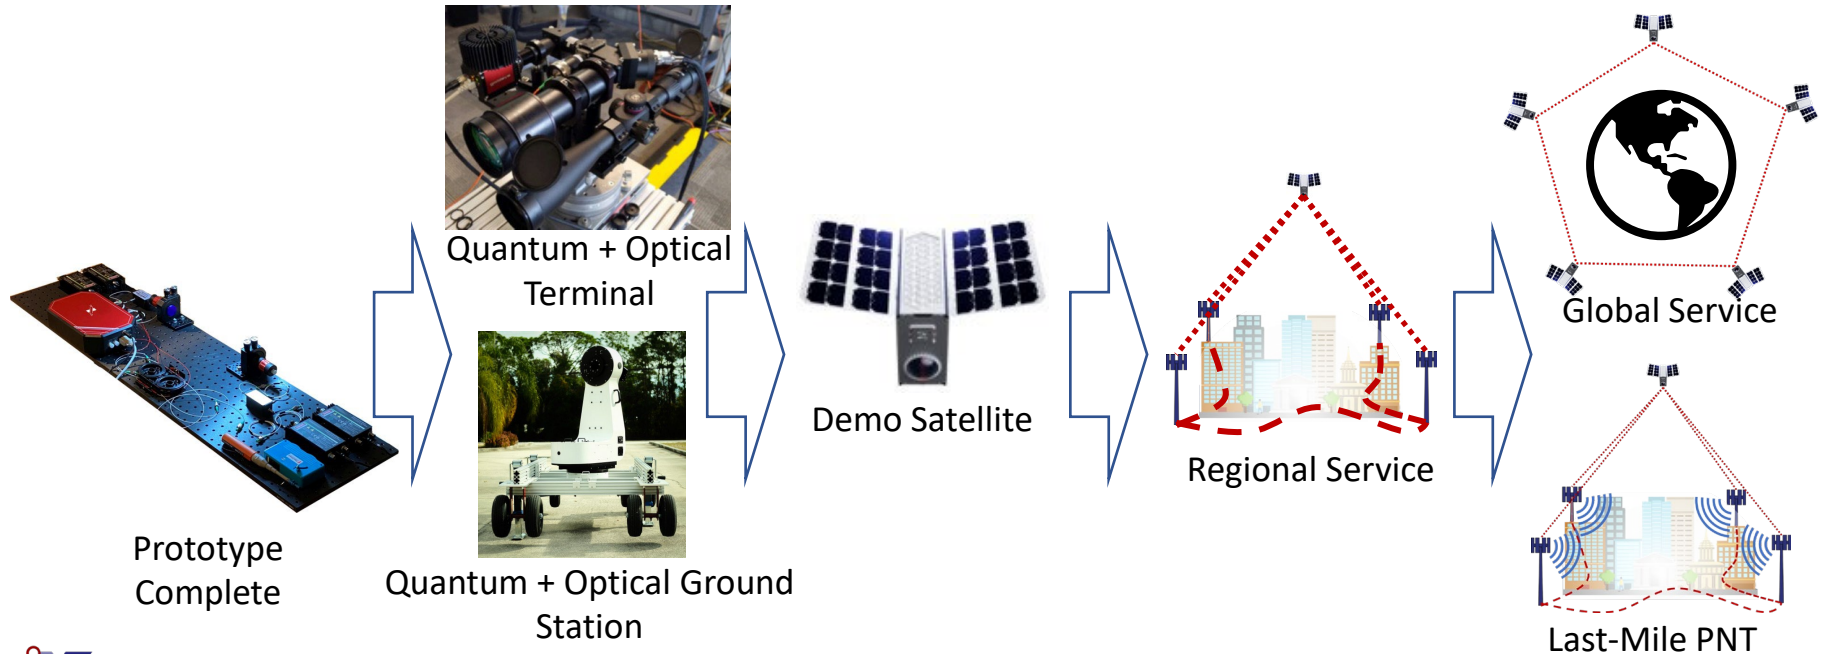 Prototype
Complete
Quantum + Optical
Terminal
Quantum + Optical Ground
Station
Demo Satellite
Regional Service
Global Service
Last-Mile PNT